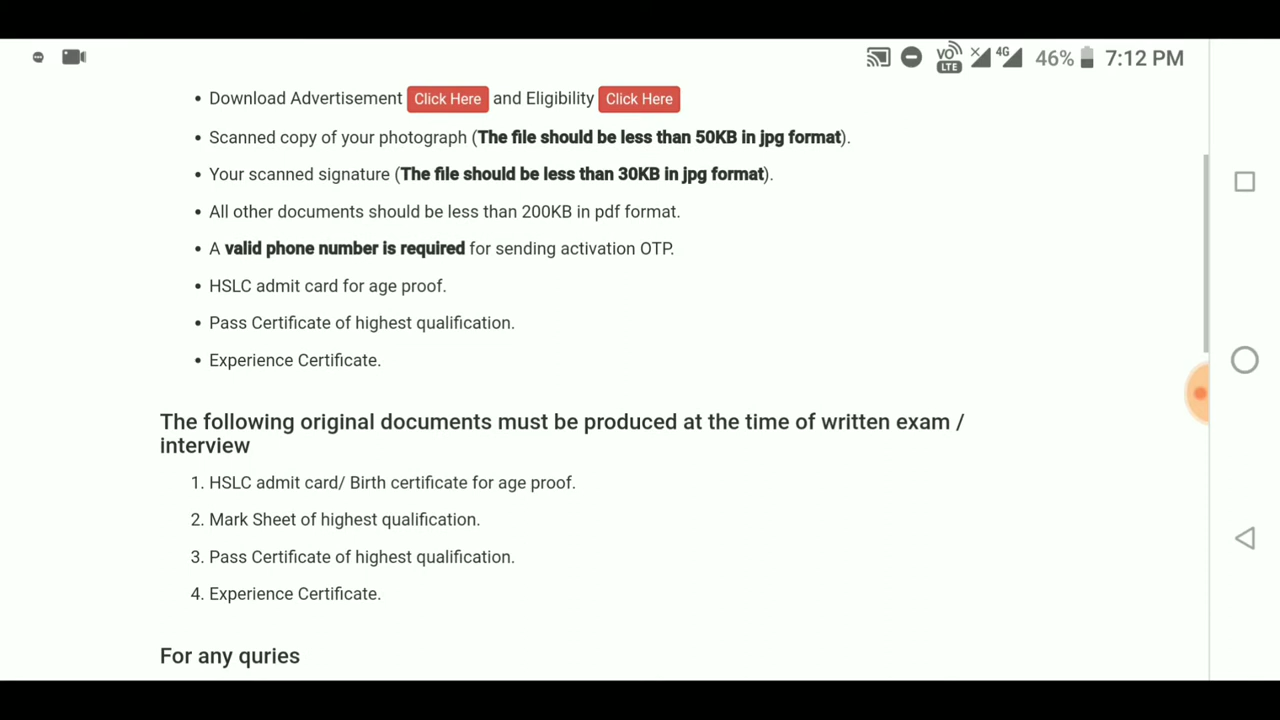 VO LTE 4G 46% 7:12 PM
• Download Advertisement Click Here and Eligibility Click Here
• Scanned copy of your photograph (The file should be less than 50KB in jpg format).
• Your scanned signature (The file should be less than 30KB in jpg format).
• All other documents should be less than 200KB in pdf format.
• A valid phone number is required for sending activation OTP.
• HSLC admit card for age proof.
• Pass Certificate of highest qualification.
• Experience Certificate.
The following original documents must be produced at the time of written exam /
interview
1. HSLC admit card/ Birth certificate for age proof.
2. Mark Sheet of highest qualification.
3. Pass Certificate of highest qualification.
4. Experience Certificate.
For any quries